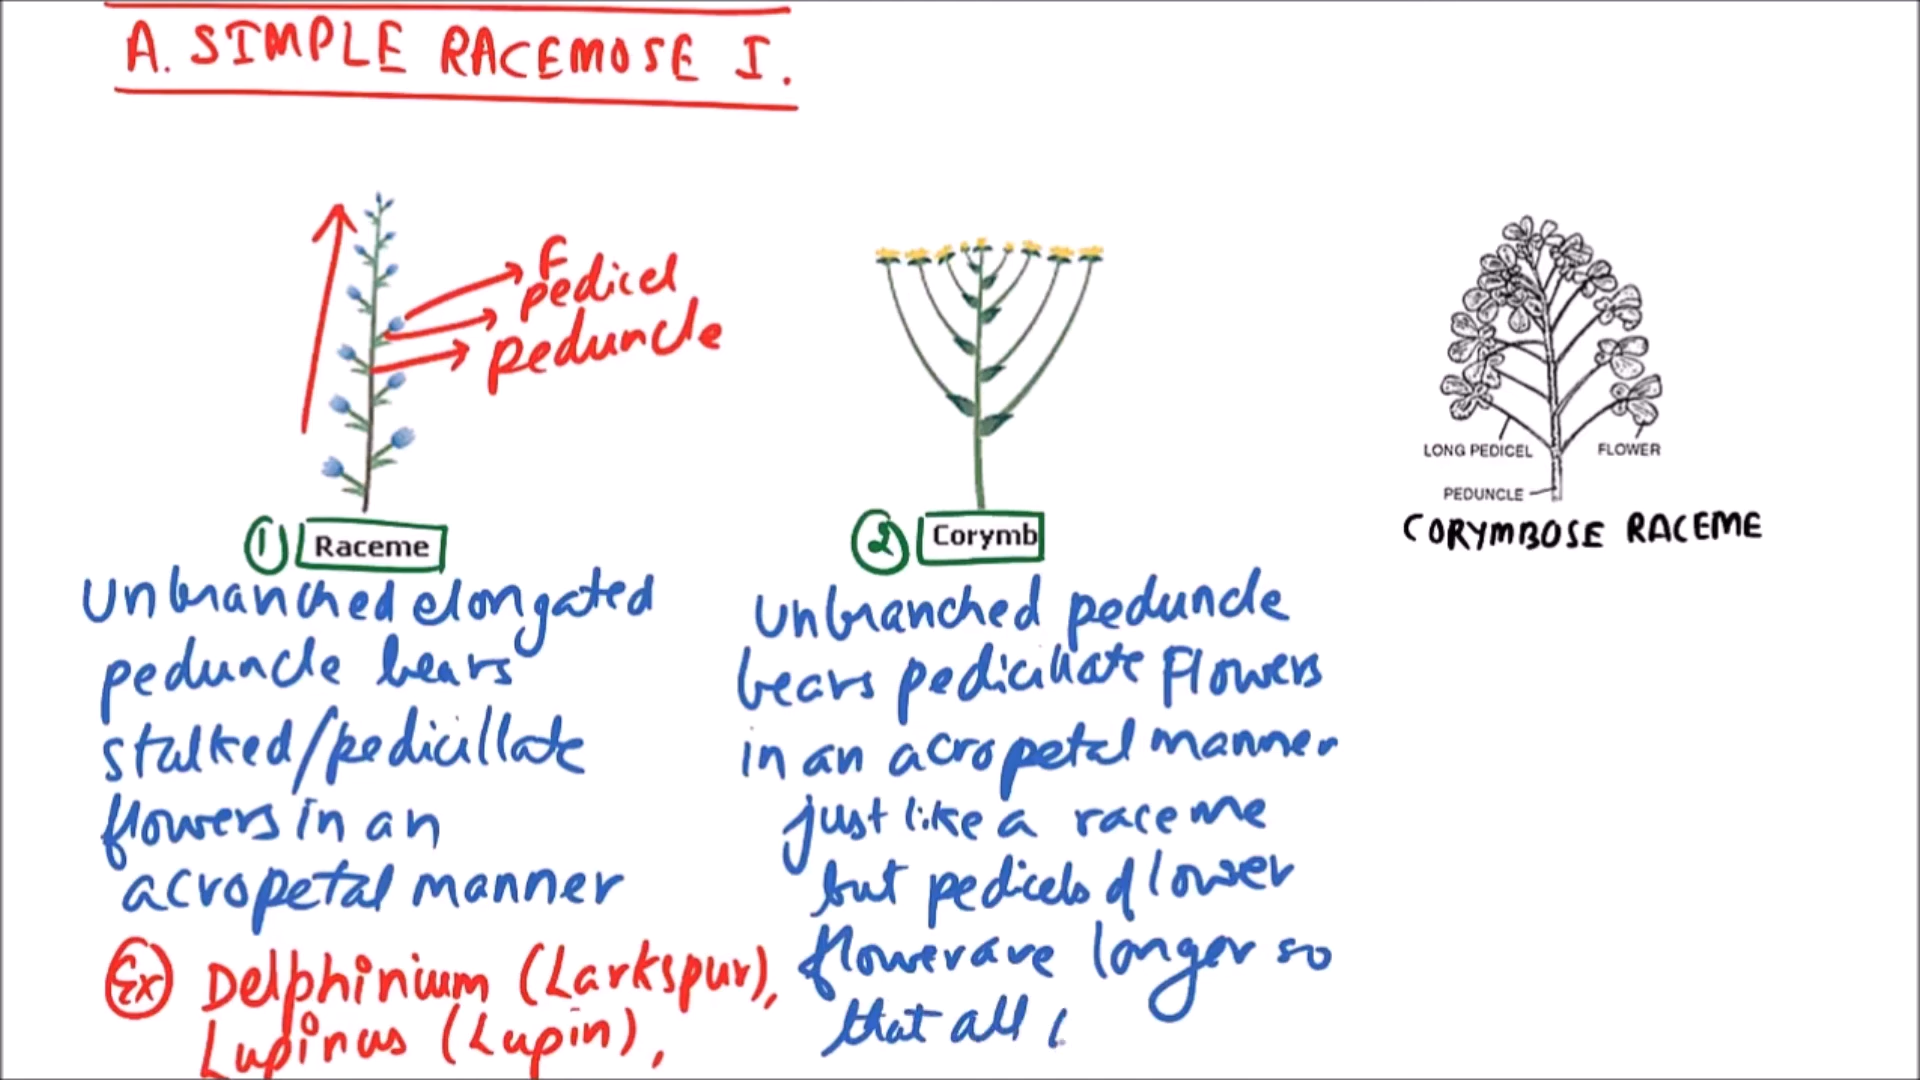 A. SIMPLE RACEMOSE I.
F
pedicel
peduncle
1 Raceme
Unbranched elongated
peduncle bears
stalked/pedicillate
flowers in an
acropetal manner
Ex Delphinium (Larkspur),
Lupinus (Lupin),
2 Corymb
Unbranched peduncle
bears pedicillate Flowers
in an acropetal manner
just like a raceme
but pedicels of lower
flower are longer so
that all (
LONG PEDICEL
FLOWER
PEDUNCLE
CORYMBOSE RACEME